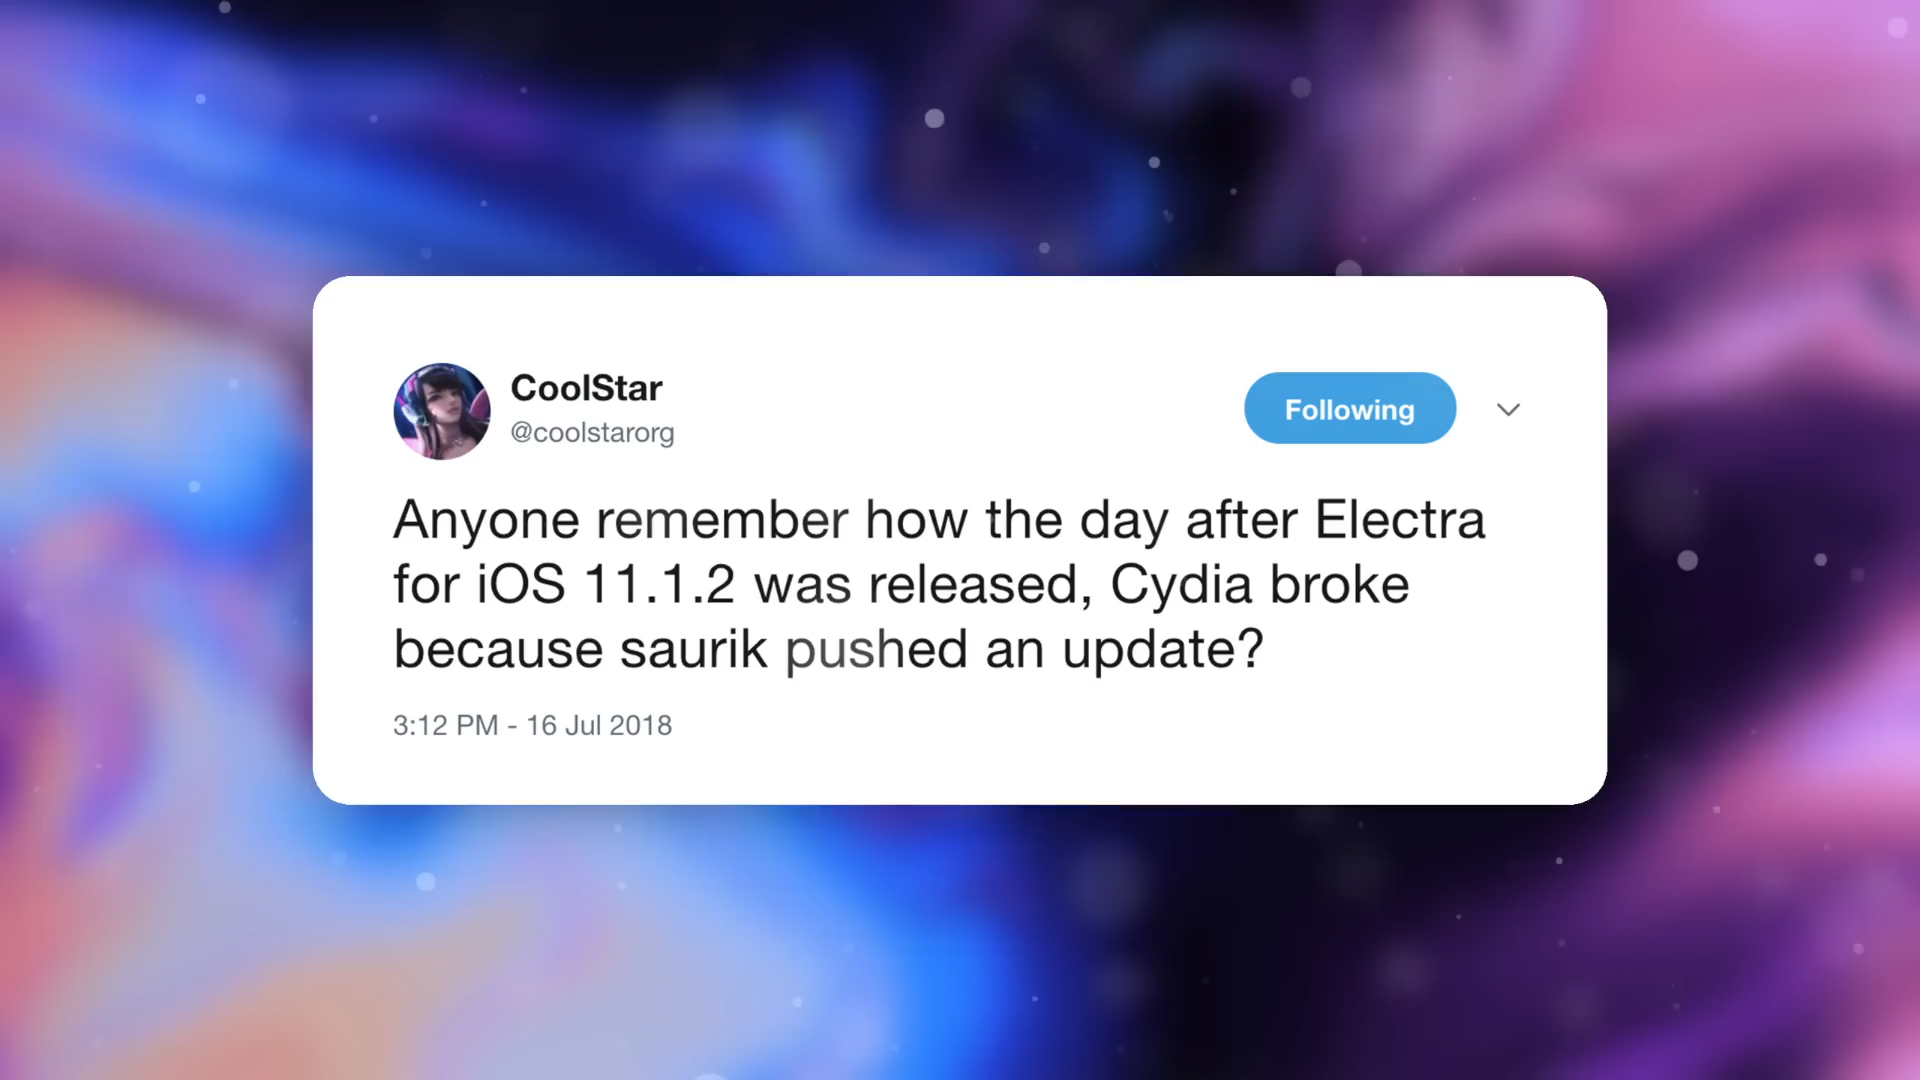 CoolStar
@coolstarorg
Following
Anyone remember how the day after Electra
for iOS 11.1.2 was released, Cydia broke
because saurik pushed an update?
3:12 PM - 16 Jul 2018